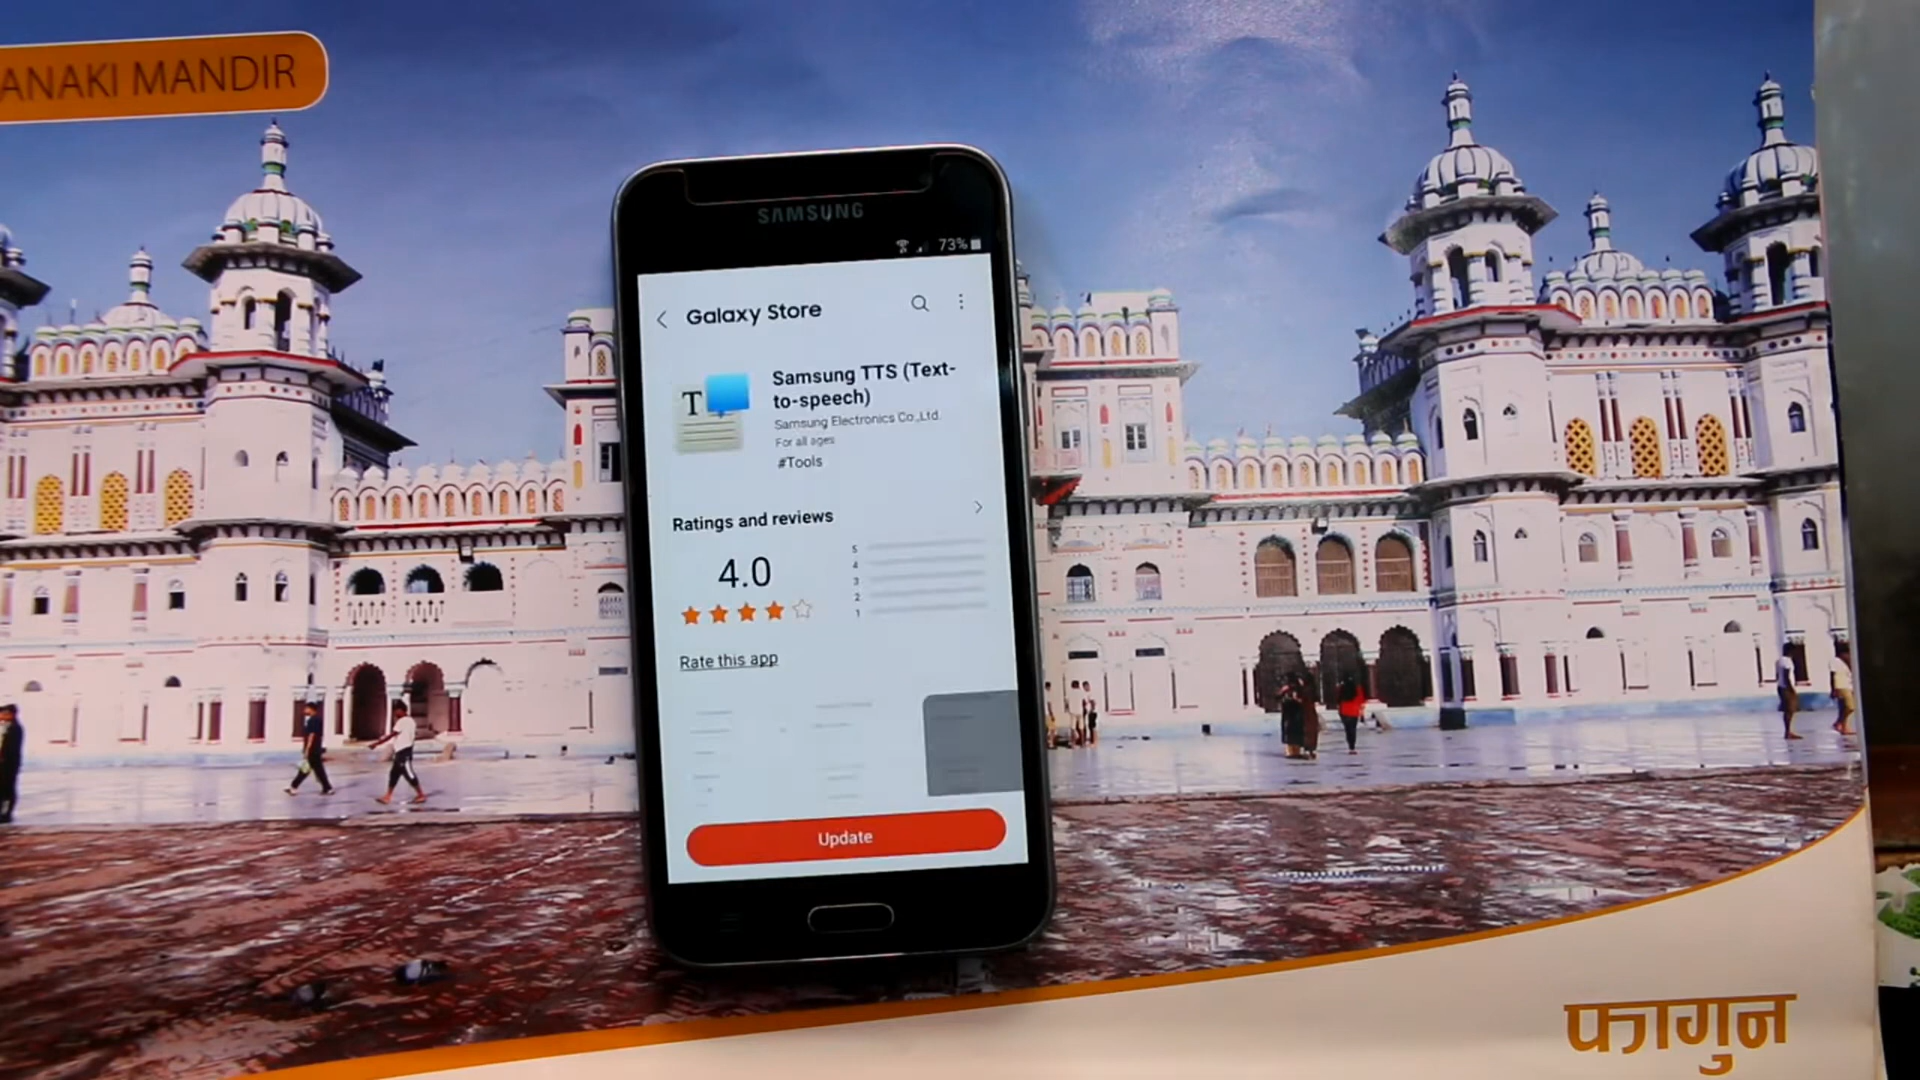 ANAKI MANDIR
SAMSUNG
73%
Galaxy Store
Samsung TTS (Text-
to-speech)
Samsung Electronics Co.,Ltd.
For all ages
#Tools
Ratings and reviews
4.0
5
4
3
2
1
Rate this app
Update
फागुन